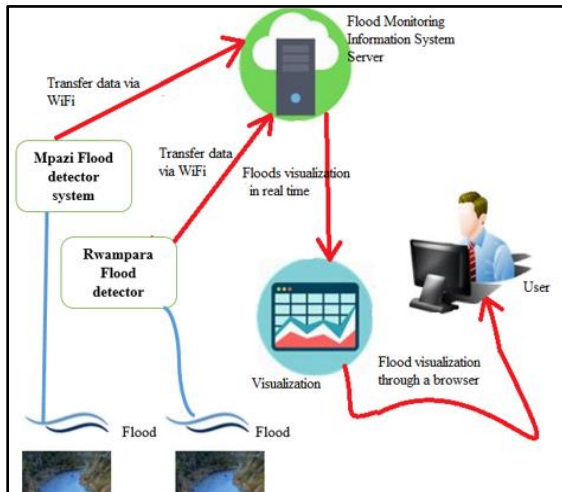 Flood Monitoring
Information System
Server
Transfer data via
WiFi
Mpazi Flood
detector
system
Transfer data
via WiFi
Floods visualization
in real time
Rwampara
Flood
detector
User
Visualization
Flood visualization
through a browser
Flood
Flood